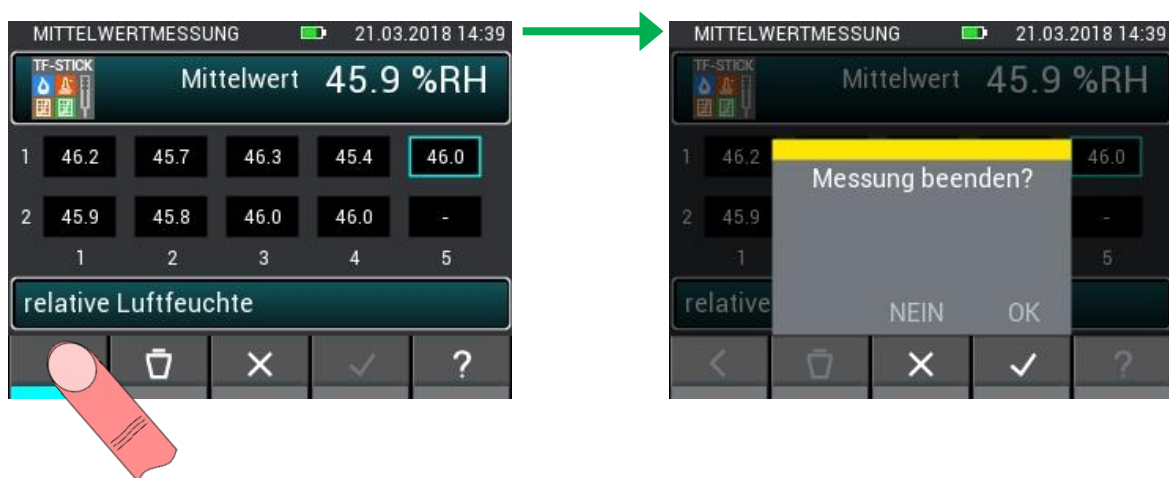 MITTELWERTMESSUNG 21.03.2018 14:39
TF-STICK
Mittelwert 45.9 %RH
1 46.2 45.7 46.3 45.4 46.0
2 45.9 45.8 46.0 46.0 -
1 2 3 4 5
relative Luftfeuchte
?
MITTELWERTMESSUNG 21.03.2018 14:39
TF-STICK
Mittelwert 45.9 %RH
1 46.2 46.0
Messung beenden?
2 45.9 -
1 5
relative
NEIN OK
?